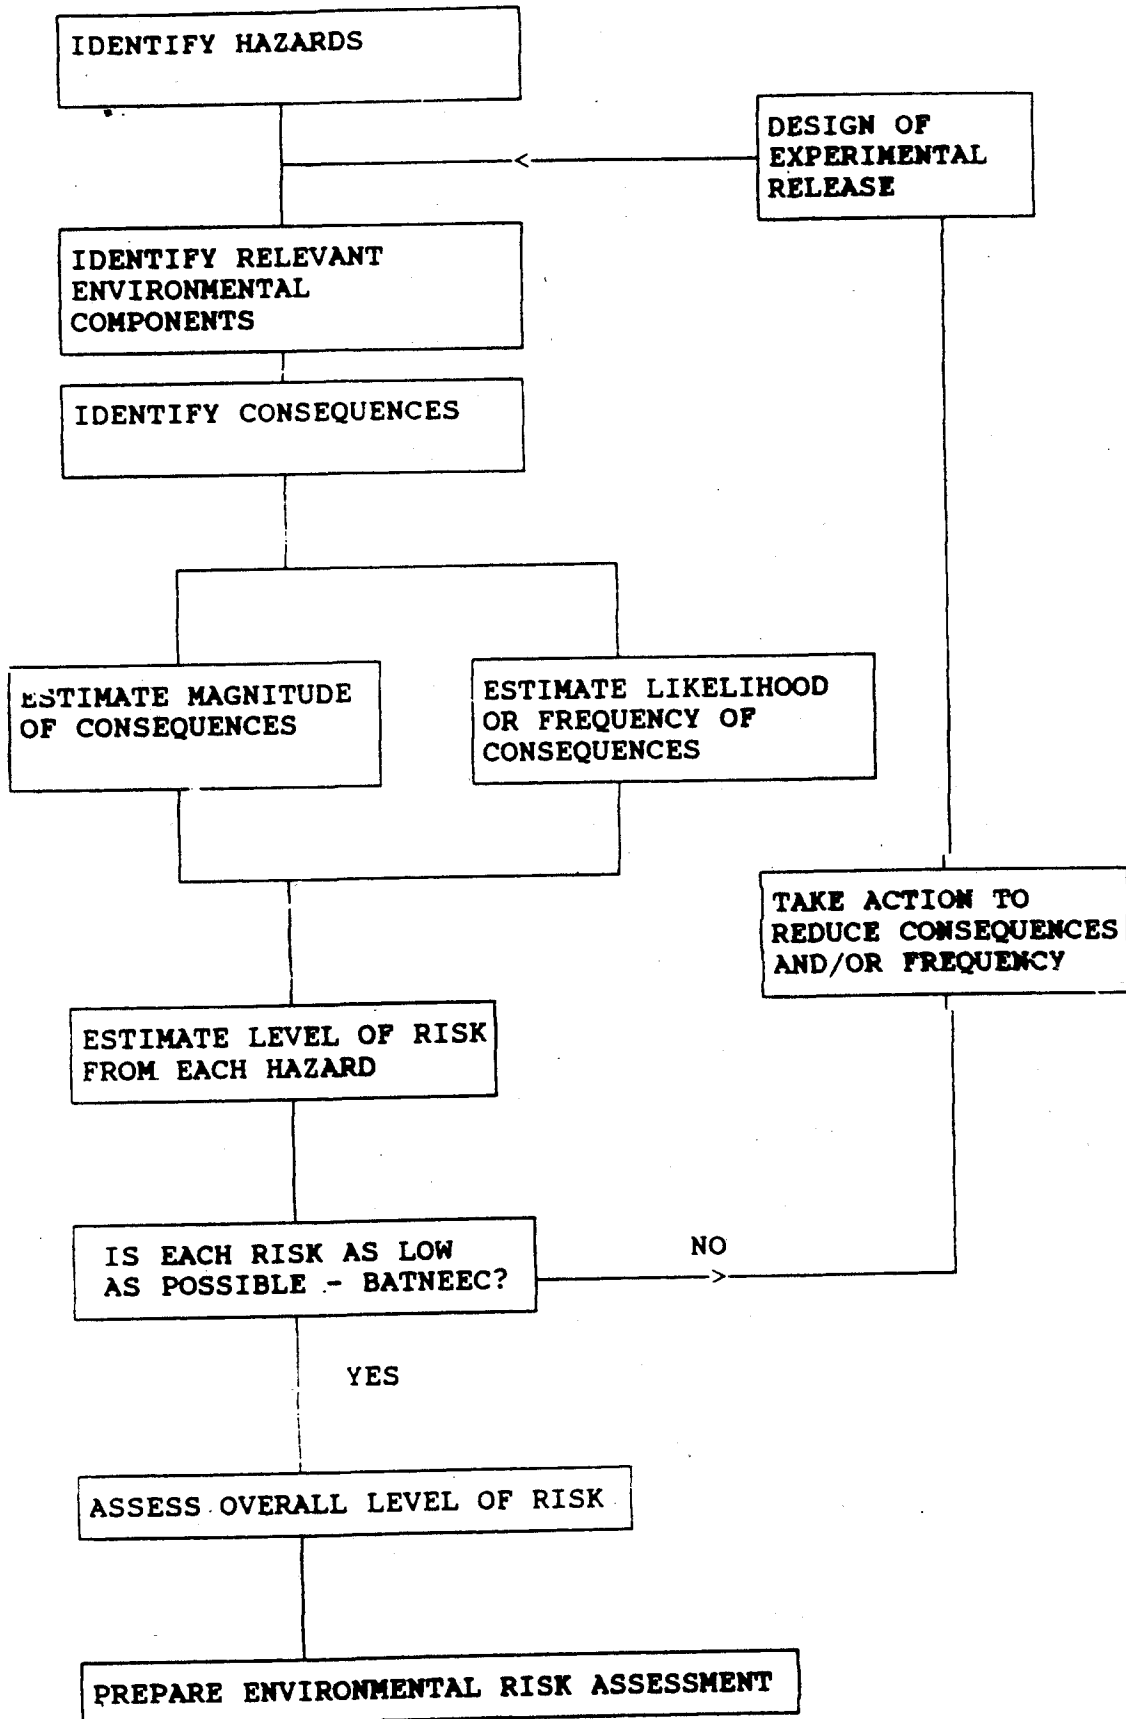 IDENTIFY HAZARDS
DESIGN OF
EXPERIMENTAL
RELEASE
IDENTIFY RELEVANT
ENVIRONMENTAL
COMPONENTS
IDENTIFY CONSEQUENCES
ESTIMATE MAGNITUDE
OF CONSEQUENCES
ESTIMATE LIKELIHOOD
OR FREQUENCY OF
CONSEQUENCES
TAKE ACTION TO
REDUCE CONSEQUENCES
AND/OR FREQUENCY
ESTIMATE LEVEL OF RISK
FROM EACH HAZARD
IS EACH RISK AS LOW
AS POSSIBLE - BATNEEC?
NO
YES
ASSESS OVERALL LEVEL OF RISK
PREPARE ENVIRONMENTAL RISK ASSESSMENT